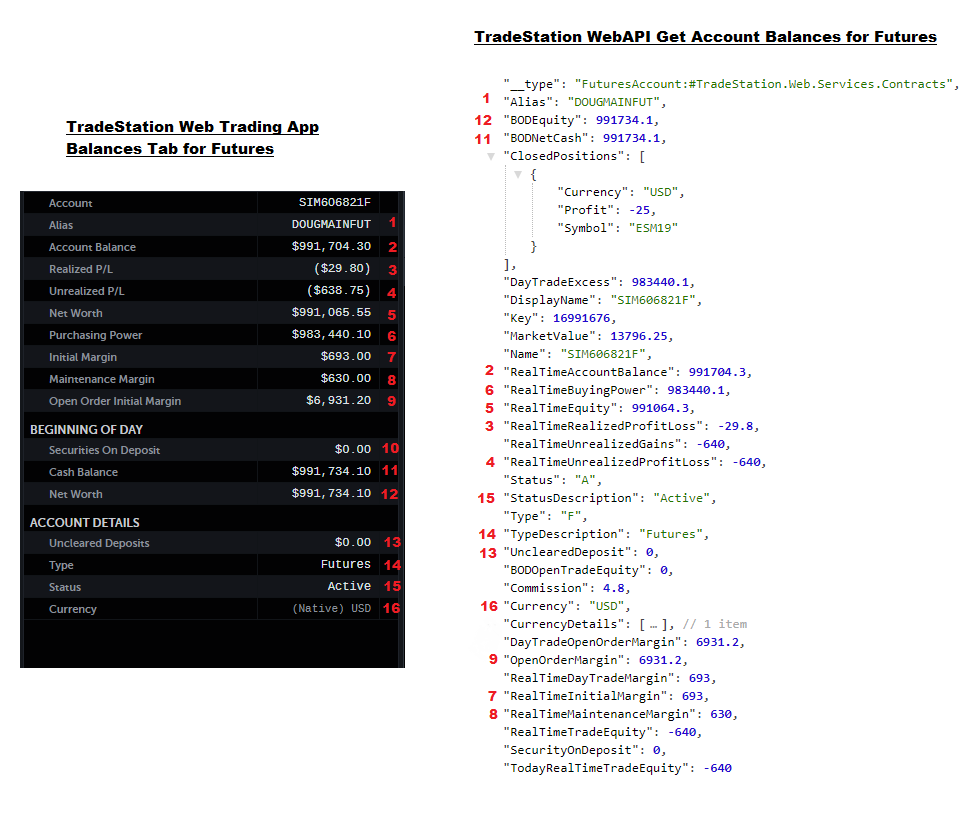 TradeStation WebAPI Get Account Balances for Futures
TradeStation Web Trading App
Balances Tab for Futures
Account SIM606821F
Alias DOUGMAINFUT 1
Account Balance $991,704.30 2
Realized P/L ($29.80) 3
Unrealized P/L ($638.75) 4
Net Worth $991,065.55 5
Purchasing Power $983,440.10 6
Initial Margin $693.00 7
Maintenance Margin $630.00 8
Open Order Initial Margin $6,931.20 9
BEGINNING OF DAY
Securities On Deposit $0.00 10
Cash Balance $991,734.10 11
Net Worth $991,734.10 12
ACCOUNT DETAILS
Uncleared Deposits $0.00 13
Type Futures 14
Status Active 15
Currency (Native) USD 16
"__type": "FuturesAccount:#TradeStation.Web.Services.Contracts",
1 "Alias": "DOUGMAINFUT",
12 "BODEquity": 991734.1,
11 "BODNetCash": 991734.1,
"ClosedPositions": [
{
"Currency": "USD",
"Profit": -25,
"Symbol": "ESM19"
}
],
"DayTradeExcess": 983440.1,
"DisplayName": "SIM606821F",
"Key": 16991676,
"MarketValue": 13796.25,
"Name": "SIM606821F",
2 "RealTimeAccountBalance": 991704.3,
6 "RealTimeBuyingPower": 983440.1,
5 "RealTimeEquity": 991064.3,
3 "RealTimeRealizedProfitLoss": -29.8,
"RealTimeUnrealizedGains": -640,
4 "RealTimeUnrealizedProfitLoss": -640,
"Status": "A",
15 "StatusDescription": "Active",
"Type": "F",
14 "TypeDescription": "Futures",
13 "UnclearedDeposit": 0,
"BODOpenTradeEquity": 0,
"Commission": 4.8,
16 "Currency": "USD",
"CurrencyDetails": [ … ], // 1 item
"DayTradeOpenOrderMargin": 6931.2,
9 "OpenOrderMargin": 6931.2,
"RealTimeDayTradeMargin": 693,
7 "RealTimeInitialMargin": 693,
8 "RealTimeMaintenanceMargin": 630,
"RealTimeTradeEquity": -640,
"SecurityOnDeposit": 0,
"TodayRealTimeTradeEquity": -640